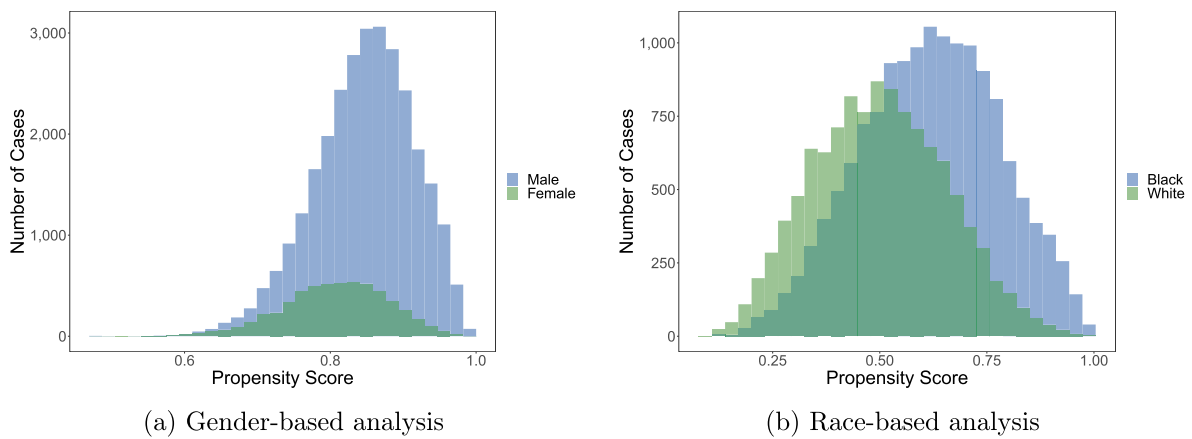 3,000
2,000
1,000
0
0.6
0.8
1.0
Number of Cases
Propensity Score
Male
Female
(a) Gender-based analysis
1,000
750
500
250
0
0.25
0.50
0.75
1.00
Number of Cases
Propensity Score
Black
White
(b) Race-based analysis